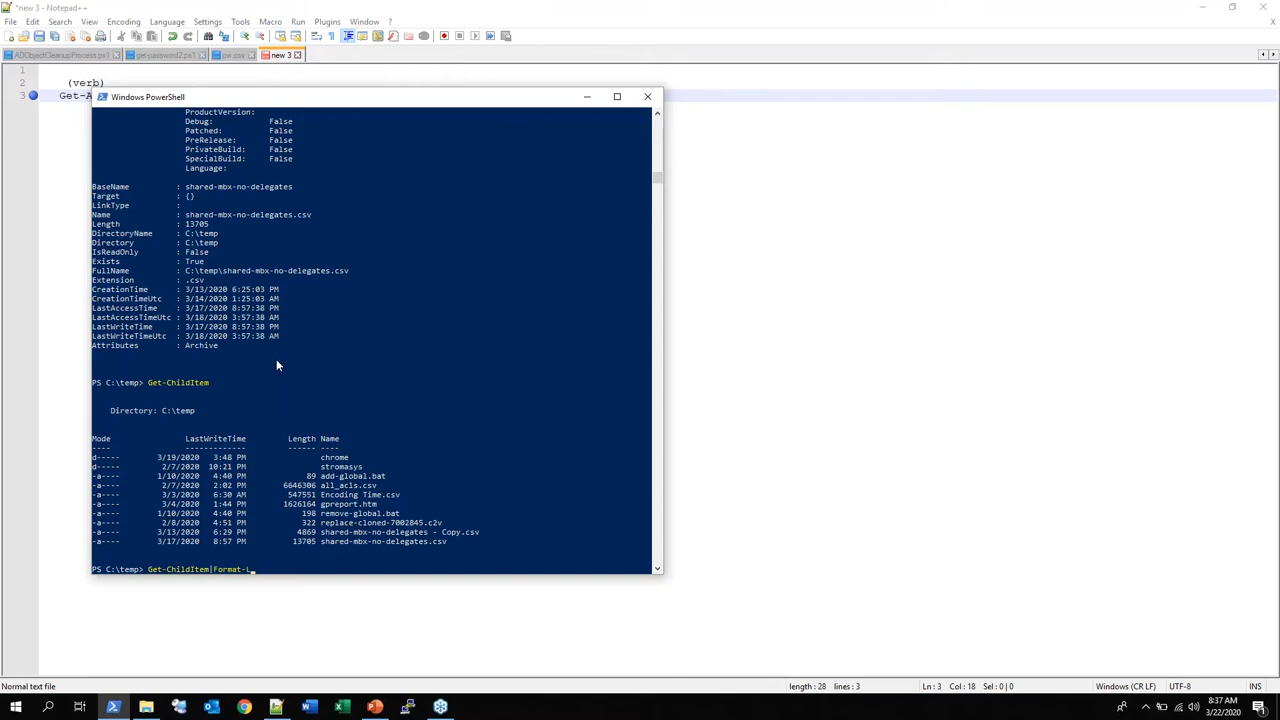 *new 3 - Notepad++
File Edit Search View Encoding Language Settings Tools Macro Run Plugins Window ?
ADObjectCleanupProcess.ps1 get-password2.ps1 pw.csv new 3
1
2 (verb)
3 Get-A
Windows PowerShell
ProductVersion:
Debug: False
Patched: False
PreRelease: False
PrivateBuild: False
SpecialBuild: False
Language:
BaseName : shared-mbx-no-delegates
Target : {}
LinkType :
Name : shared-mbx-no-delegates.csv
Length : 13705
DirectoryName : C:\temp
Directory : C:\temp
IsReadOnly : False
Exists : True
FullName : C:\temp\shared-mbx-no-delegates.csv
Extension : .csv
CreationTime : 3/13/2020 6:25:03 PM
CreationTimeUtc : 3/14/2020 1:25:03 AM
LastAccessTime : 3/17/2020 8:57:38 PM
LastAccessTimeUtc : 3/18/2020 3:57:38 AM
LastWriteTime : 3/17/2020 8:57:38 PM
LastWriteTimeUtc : 3/18/2020 3:57:38 AM
Attributes : Archive
PS C:\temp> Get-ChildItem
Directory: C:\temp
Mode LastWriteTime Length Name
---- ------------- ------ ----
d----- 3/19/2020 3:48 PM chrome
d----- 2/7/2020 10:21 PM stromasys
-a---- 1/10/2020 4:40 PM 89 add-global.bat
-a---- 2/7/2020 2:02 PM 6646306 all_acls.csv
-a---- 3/3/2020 6:30 AM 547551 Encoding Time.csv
-a---- 3/4/2020 1:44 PM 1626164 gpreport.htm
-a---- 1/10/2020 4:40 PM 198 remove-global.bat
-a---- 2/8/2020 4:51 PM 322 replace-cloned-7002845.c2v
-a---- 3/13/2020 6:29 PM 4869 shared-mbx-no-delegates - Copy.csv
-a---- 3/17/2020 8:57 PM 13705 shared-mbx-no-delegates.csv
PS C:\temp> Get-ChildItem|Format-L_
Normal text file length : 28 lines : 3 Ln : 3 Col : 18 Sel : 0 | 0 Windows (CR LF) UTF-8 INS
8:37 AM
3/22/2020